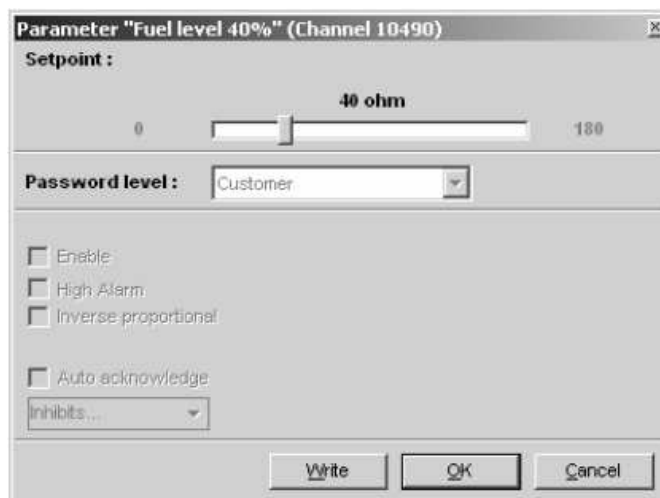 Parameter "Fuel level 40%" (Channel 10490)
Setpoint :
40 ohm
0 180
Password level : Customer
Enable
High Alarm
Inverse proportional
Auto acknowledge
Inhibits...
Write OK Cancel